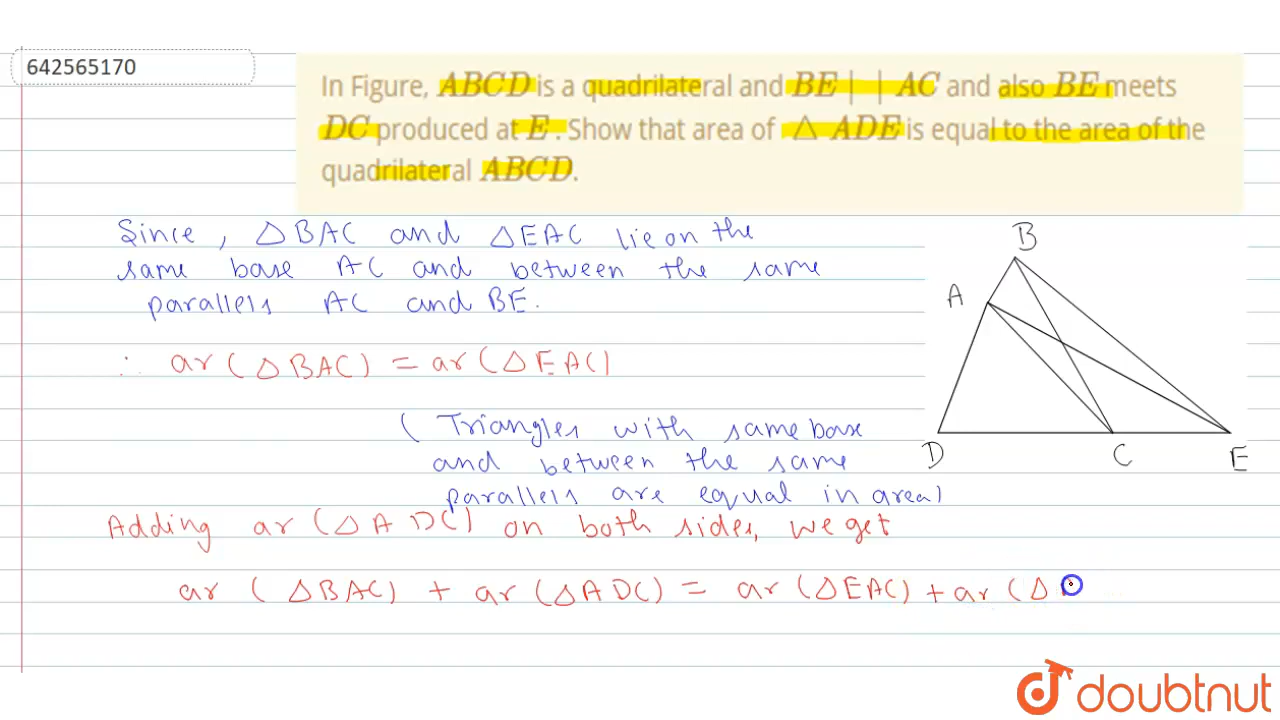 642565170
In Figure, ABCD is a quadrilateral and BE | | AC and also BE meets
DC produced at E . Show that area of △ ADE is equal to the area of the
quadrilateral ABCD.
Since , △ BAC and △EAC lie on the
same base AC and between the same
parallels AC and BE.
∴ ar (△ BAC) = ar (△ EAC)
( Triangles with same base
and between the same
parallels are equal in area)
Adding ar (△ A DC) on both sides, we get
ar ( △BAC) + ar (△ADC) = ar (△EAC) + ar (△
B
A
D
C
E
doubtnut